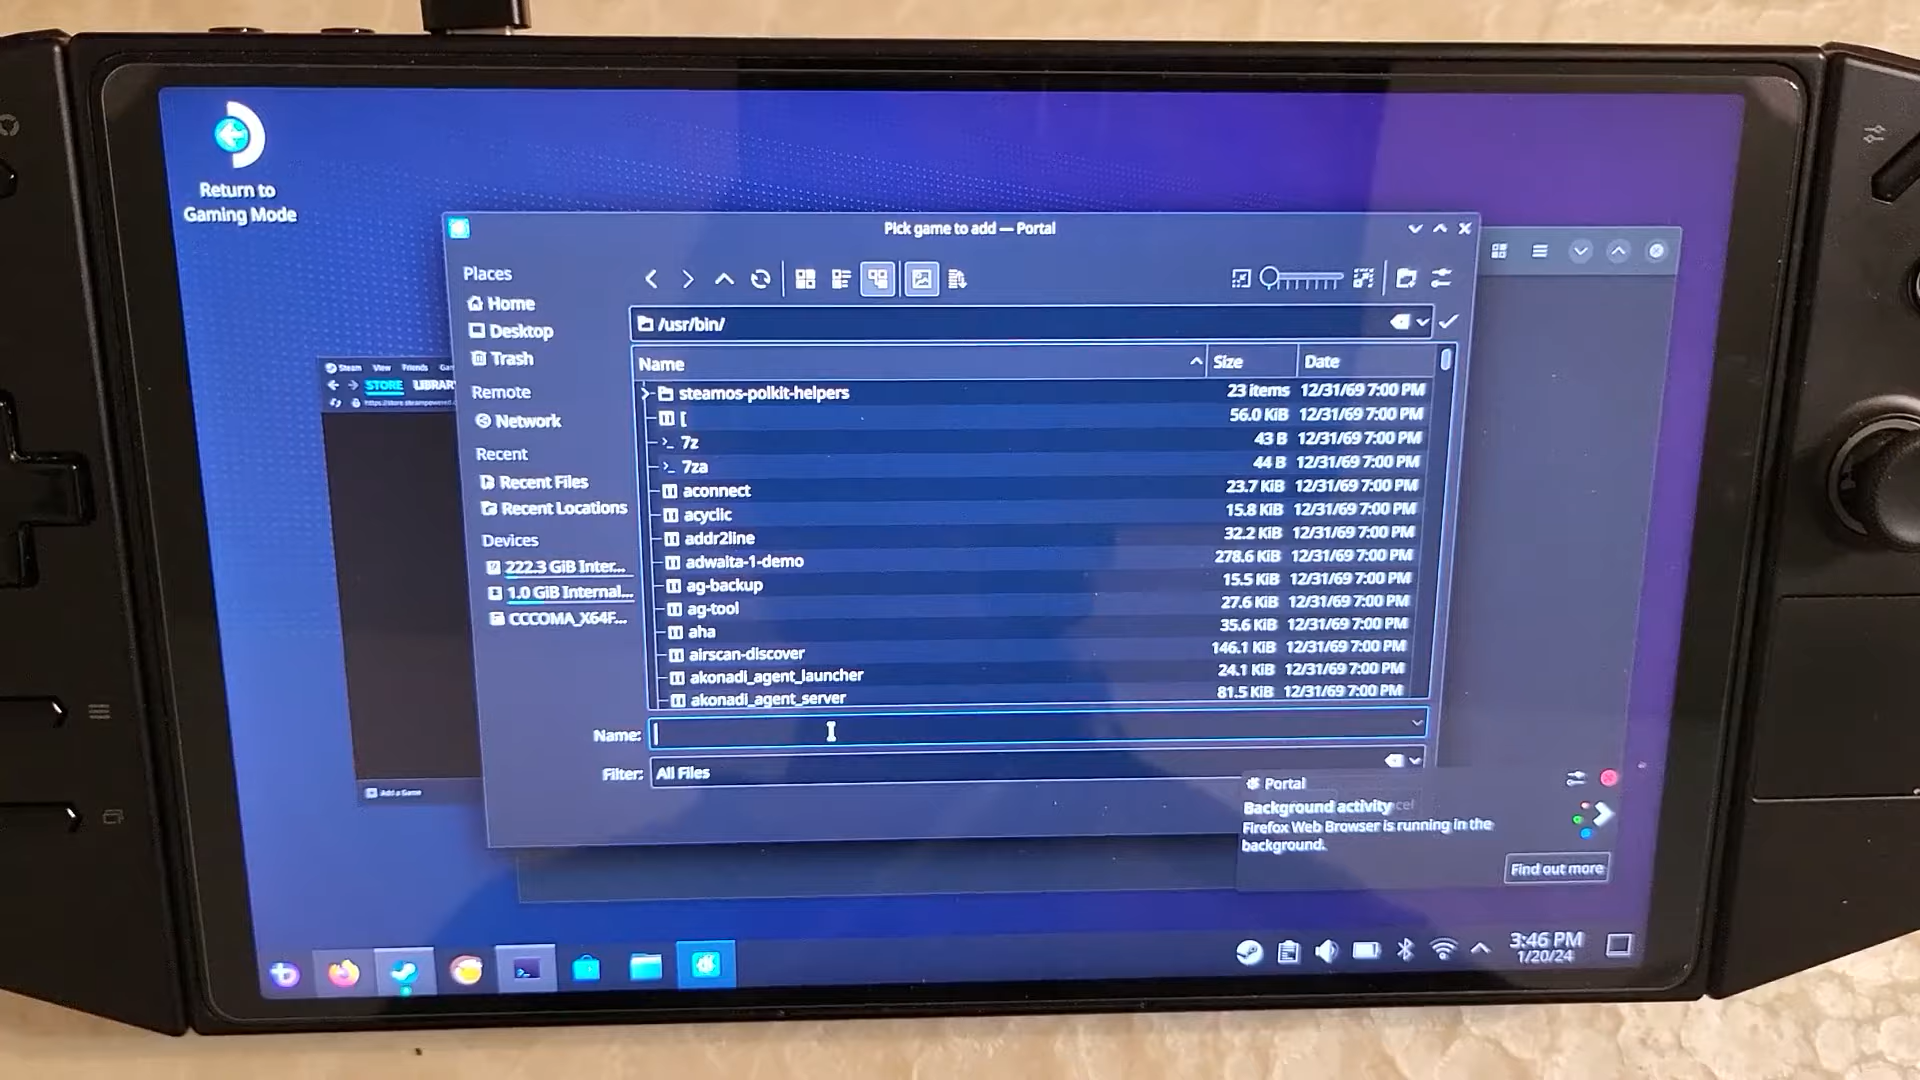 Return to
Gaming Mode
Pick game to add — Portal
Places
Home
Desktop
Trash
Remote
Network
Recent
Recent Files
Recent Locations
Devices
222.3 GiB Inter...
1.0 GiB Internal...
CCCOMA_X64F...
/usr/bin/
Name Size Date
steamos-polkit-helpers 23 items 12/31/69 7:00 PM
[ 56.0 KiB 12/31/69 7:00 PM
7z 43 B 12/31/69 7:00 PM
7za 44 B 12/31/69 7:00 PM
aconnect 23.7 KiB 12/31/69 7:00 PM
acyclic 15.8 KiB 12/31/69 7:00 PM
addr2line 32.2 KiB 12/31/69 7:00 PM
adwaita-1-demo 278.6 KiB 12/31/69 7:00 PM
ag-backup 15.5 KiB 12/31/69 7:00 PM
ag-tool 27.6 KiB 12/31/69 7:00 PM
aha 35.6 KiB 12/31/69 7:00 PM
airscan-discover 146.1 KiB 12/31/69 7:00 PM
akonadi_agent_launcher 24.1 KiB 12/31/69 7:00 PM
akonadi_agent_server 81.5 KiB 12/31/69 7:00 PM
Name:
Filter: All Files
Steam View Friends
STORE LIBRAR
Add a Game
Portal
Background activity
Firefox Web Browser is running in the
background.
Find out more
3:46 PM
1/20/24